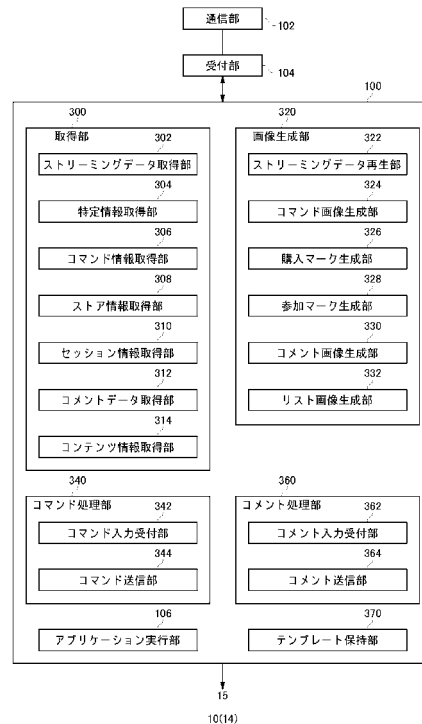 通信部
102
受付部
104
100
300
取得部
302
ストリーミングデータ取得部
304
特定情報取得部
306
コマンド情報取得部
308
ストア情報取得部
310
セッション情報取得部
312
コメントデータ取得部
314
コンテンツ情報取得部
320
画像生成部
322
ストリーミングデータ再生部
324
コマンド画像生成部
326
購入マーク生成部
328
参加マーク生成部
330
コメント画像生成部
332
リスト画像生成部
340
コマンド処理部
342
コマンド入力受付部
344
コマンド送信部
360
コメント処理部
362
コメント入力受付部
364
コメント送信部
106
アプリケーション実行部
370
テンプレート保持部
15
10(14)